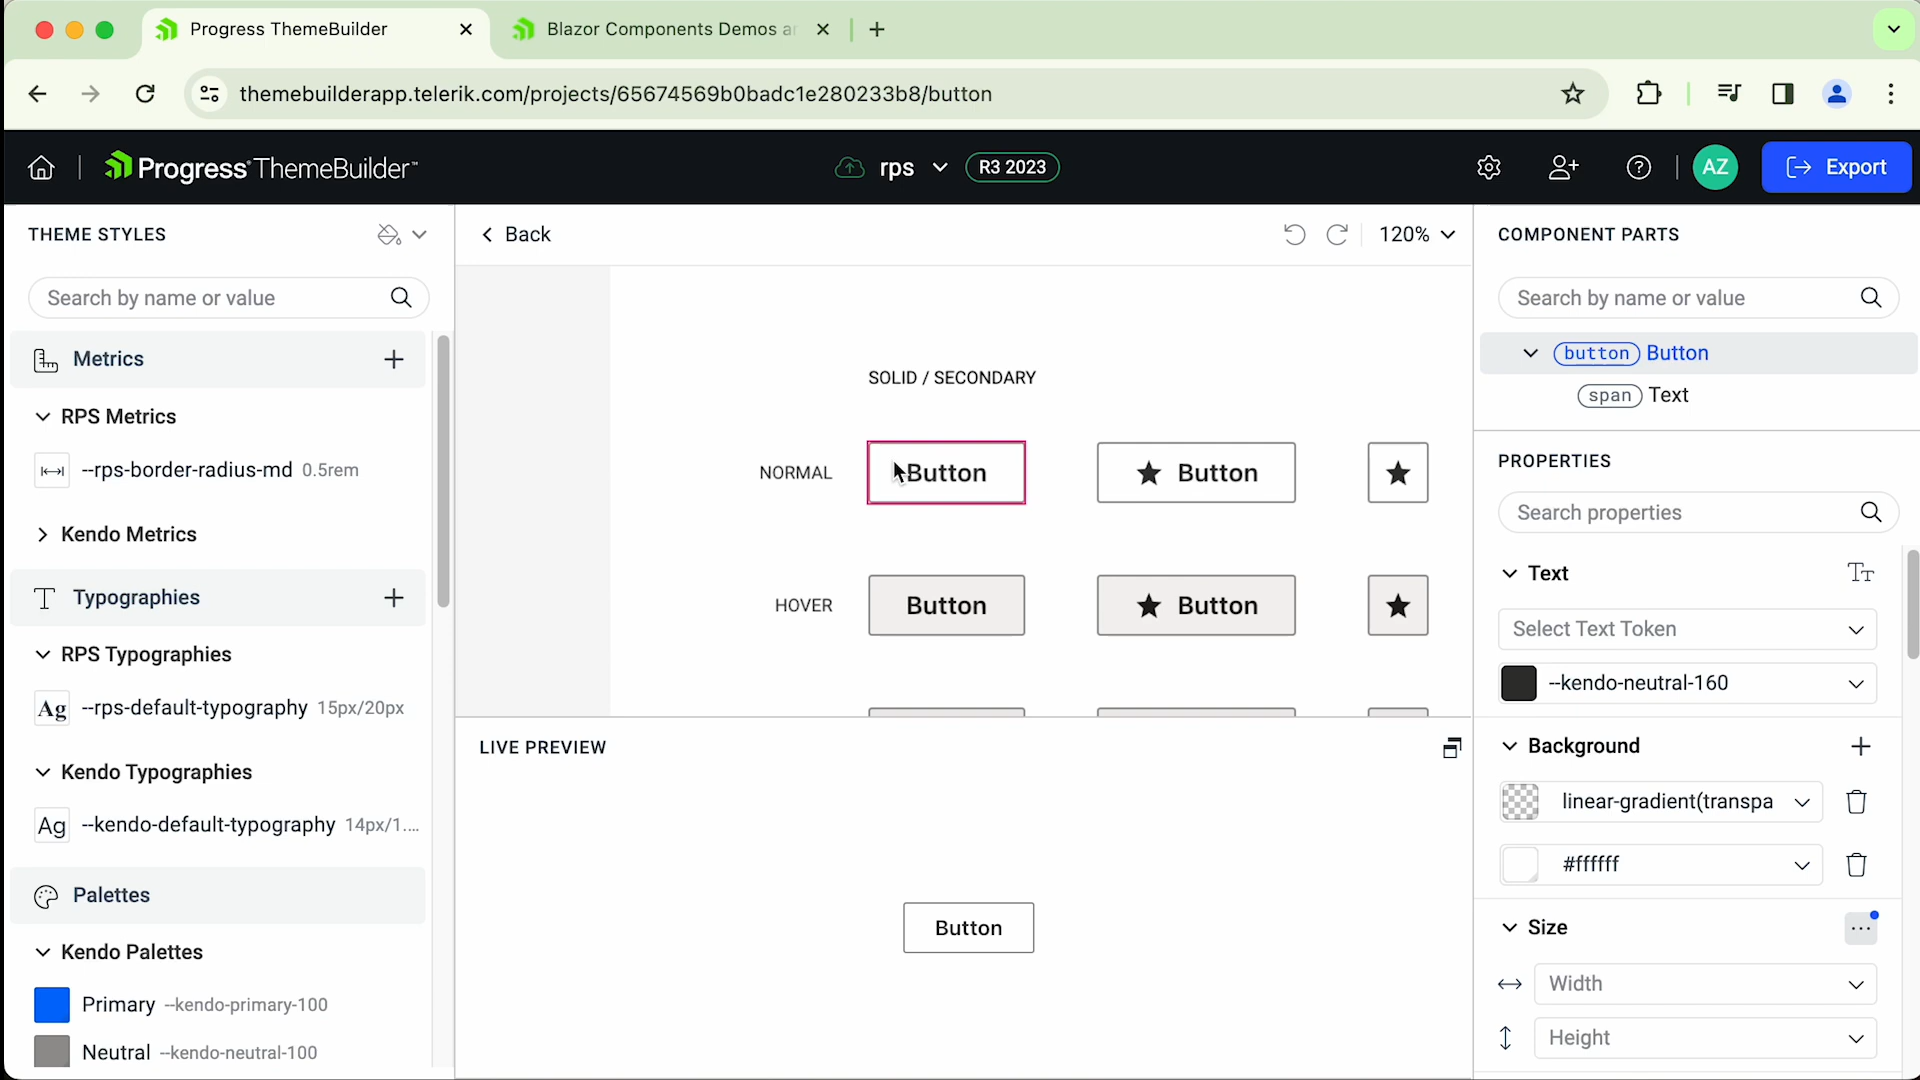 Progress ThemeBuilder
Blazor Components Demos a
themebuilderapp.telerik.com/projects/65674569b0badc1e280233b8/button
Progress ThemeBuilder™
rps
R3 2023
AZ
Export
THEME STYLES
Search by name or value
Metrics
RPS Metrics
--rps-border-radius-md 0.5rem
Kendo Metrics
Typographies
RPS Typographies
Ag --rps-default-typography 15px/20px
Kendo Typographies
Ag --kendo-default-typography 14px/1....
Palettes
Kendo Palettes
Primary --kendo-primary-100
Neutral --kendo-neutral-100
Back
120%
SOLID / SECONDARY
NORMAL
Button
Button
HOVER
Button
Button
LIVE PREVIEW
Button
COMPONENT PARTS
Search by name or value
button Button
span Text
PROPERTIES
Search properties
Text
Select Text Token
--kendo-neutral-160
Background
linear-gradient(transpa
#ffffff
Size
Width
Height